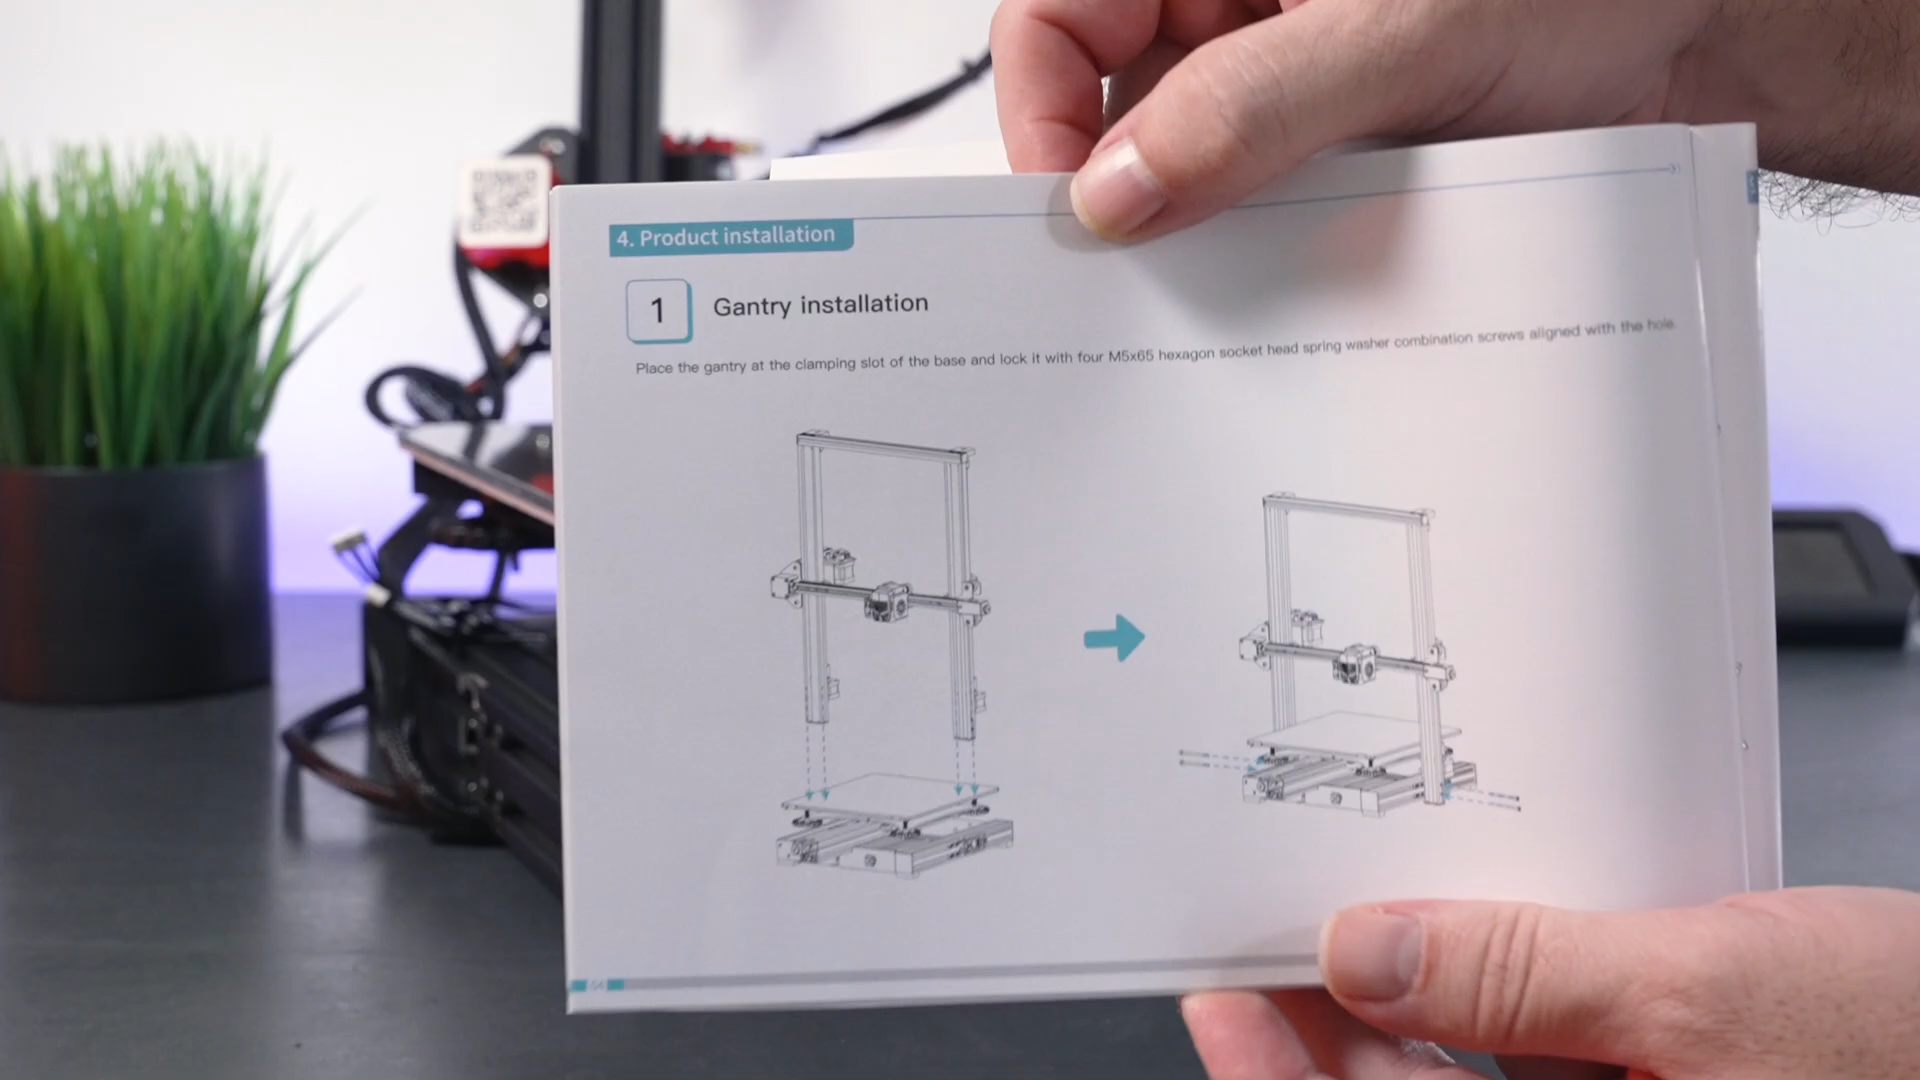 4. Product installation
1
Gantry installation
Place the gantry at the clamping slot of the base and lock it with four M5x65 hexagon socket head spring washer combination screws aligned with the hole.